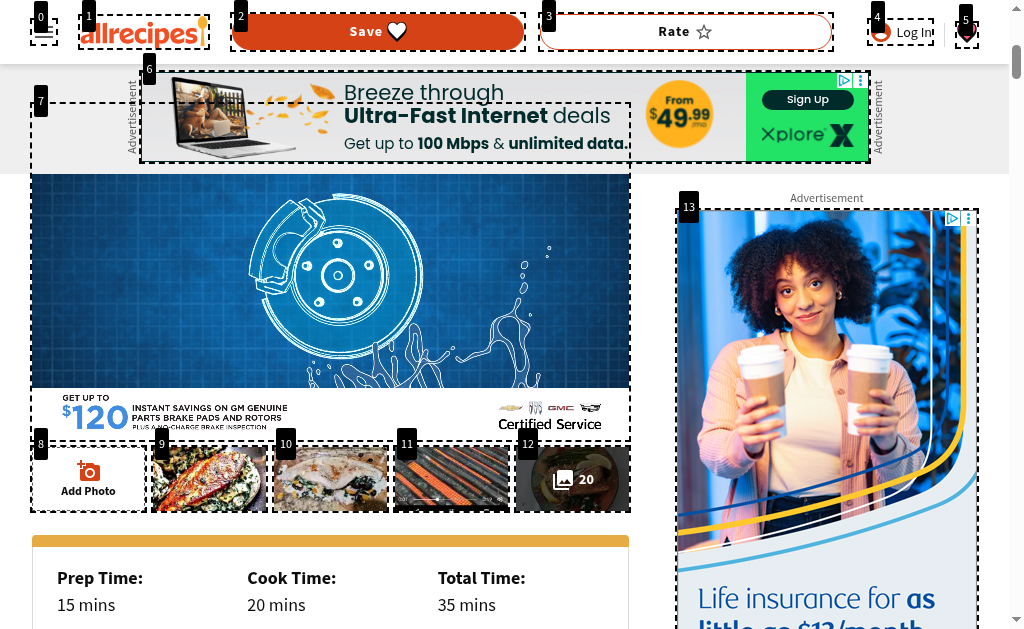 0
1
2
3
4
5
allrecipes
Save
Rate
Log In
6
7
Advertisement
Breeze through
Ultra-Fast Internet deals
Get up to 100 Mbps & unlimited data.
From
$49.99
/mo
Sign Up
Xplore X
Advertisement
13
Advertisement
GET UP TO
$120
INSTANT SAVINGS ON GM GENUINE
PARTS BRAKE PADS AND ROTORS
PLUS A NO-CHARGE BRAKE INSPECTION.
GMC
Certified Service
8
9
10
11
12
Add Photo
20
Prep Time:
15 mins
Cook Time:
20 mins
Total Time:
35 mins
Life insurance for as
little as $13/month